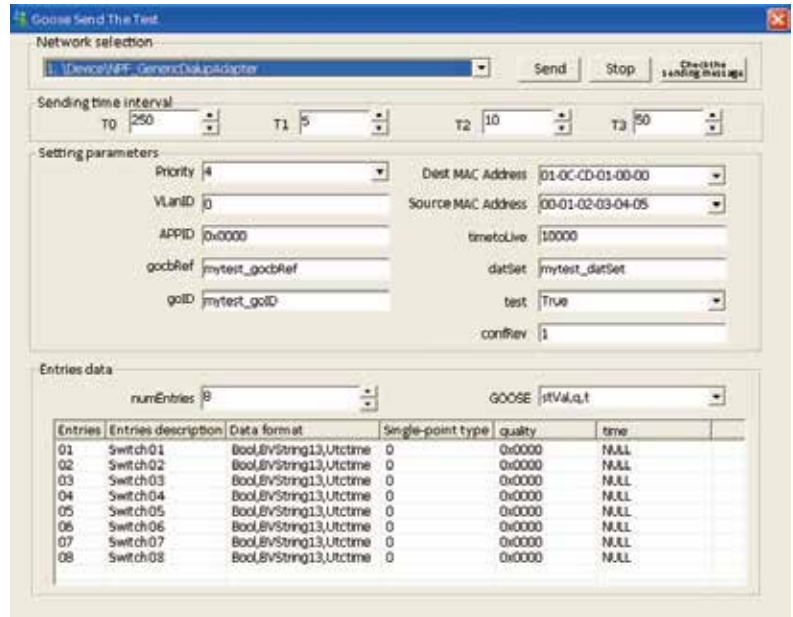 Goose Send The Test
Network selection
1. \Device\NPF_GenericDialupAdapter Send Stop Check the sending message
Sending time interval
T0 250 T1 5 T2 10 T3 50
Setting parameters
Priority 4 Dest MAC Address 01-0C-CD-01-00-00
VLanID 0 Source MAC Address 00-01-02-03-04-05
APPID 0x0000 timetoLive 10000
gocbRef mytest_gocbRef datSet mytest_datSet
goID mytest_goID test True
confRev 1
Entries data
numEntries 8 GOOSE stVal,q,t
Entries Entries description Data format Single-point type quality time
01 Switch01 Bool,BVString13,Utctime 0 0x0000 NULL
02 Switch02 Bool,BVString13,Utctime 0 0x0000 NULL
03 Switch03 Bool,BVString13,Utctime 0 0x0000 NULL
04 Switch04 Bool,BVString13,Utctime 0 0x0000 NULL
05 Switch05 Bool,BVString13,Utctime 0 0x0000 NULL
06 Switch06 Bool,BVString13,Utctime 0 0x0000 NULL
07 Switch07 Bool,BVString13,Utctime 0 0x0000 NULL
08 Switch08 Bool,BVString13,Utctime 0 0x0000 NULL